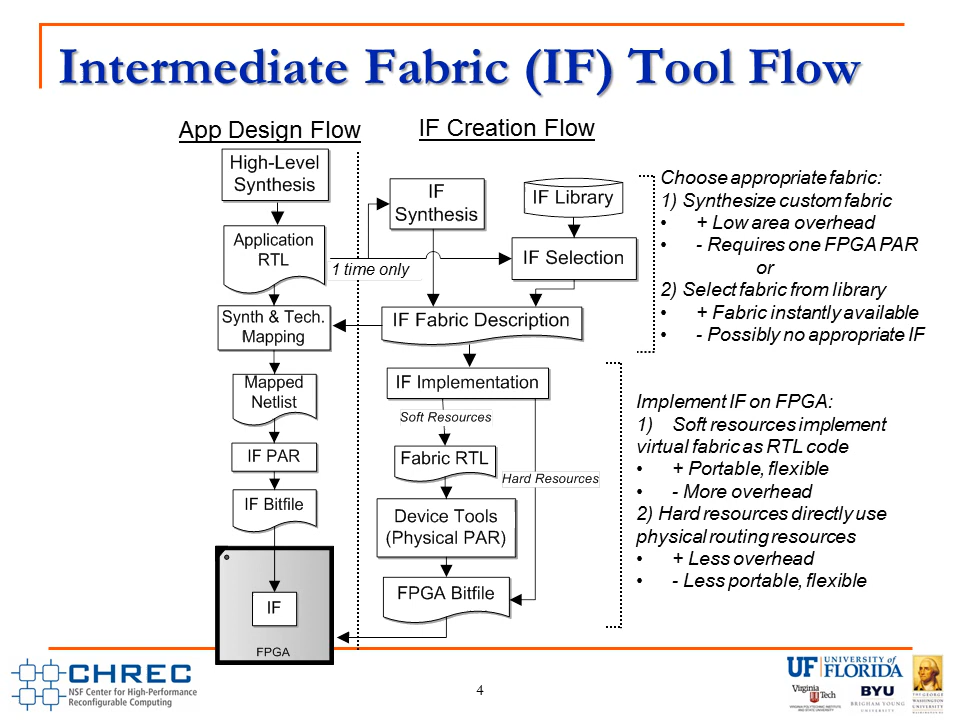 Intermediate Fabric (IF) Tool Flow
App Design Flow
IF Creation Flow
High-Level
Synthesis
Application
RTL
1 time only
Synth & Tech.
Mapping
Mapped
Netlist
IF PAR
IF Bitfile
IF
FPGA
IF
Synthesis
IF Library
IF Selection
IF Fabric Description
IF Implementation
Soft Resources
Fabric RTL
Hard Resources
Device Tools
(Physical PAR)
FPGA Bitfile
Choose appropriate fabric:
1) Synthesize custom fabric
• + Low area overhead
• - Requires one FPGA PAR
or
2) Select fabric from library
• + Fabric instantly available
• - Possibly no appropriate IF
Implement IF on FPGA:
1) Soft resources implement
virtual fabric as RTL code
• + Portable, flexible
• - More overhead
2) Hard resources directly use
physical routing resources
• + Less overhead
• - Less portable, flexible
CHREC
NSF Center for High-Performance
Reconfigurable Computing
4
UF UNIVERSITY of
FLORIDA
Virginia
Tech
BYU
BRIGHAM YOUNG
UNIVERSITY